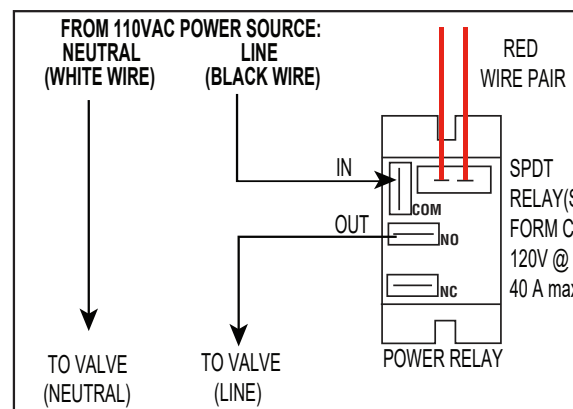 FROM 110VAC POWER SOURCE:
NEUTRAL
(WHITE WIRE)
LINE
(BLACK WIRE)
RED
WIRE PAIR
IN
COM
OUT
NO
NC
SPDT
RELAY(S
FORM C
120V @
40 A max
POWER RELAY
TO VALVE
(NEUTRAL)
TO VALVE
(LINE)